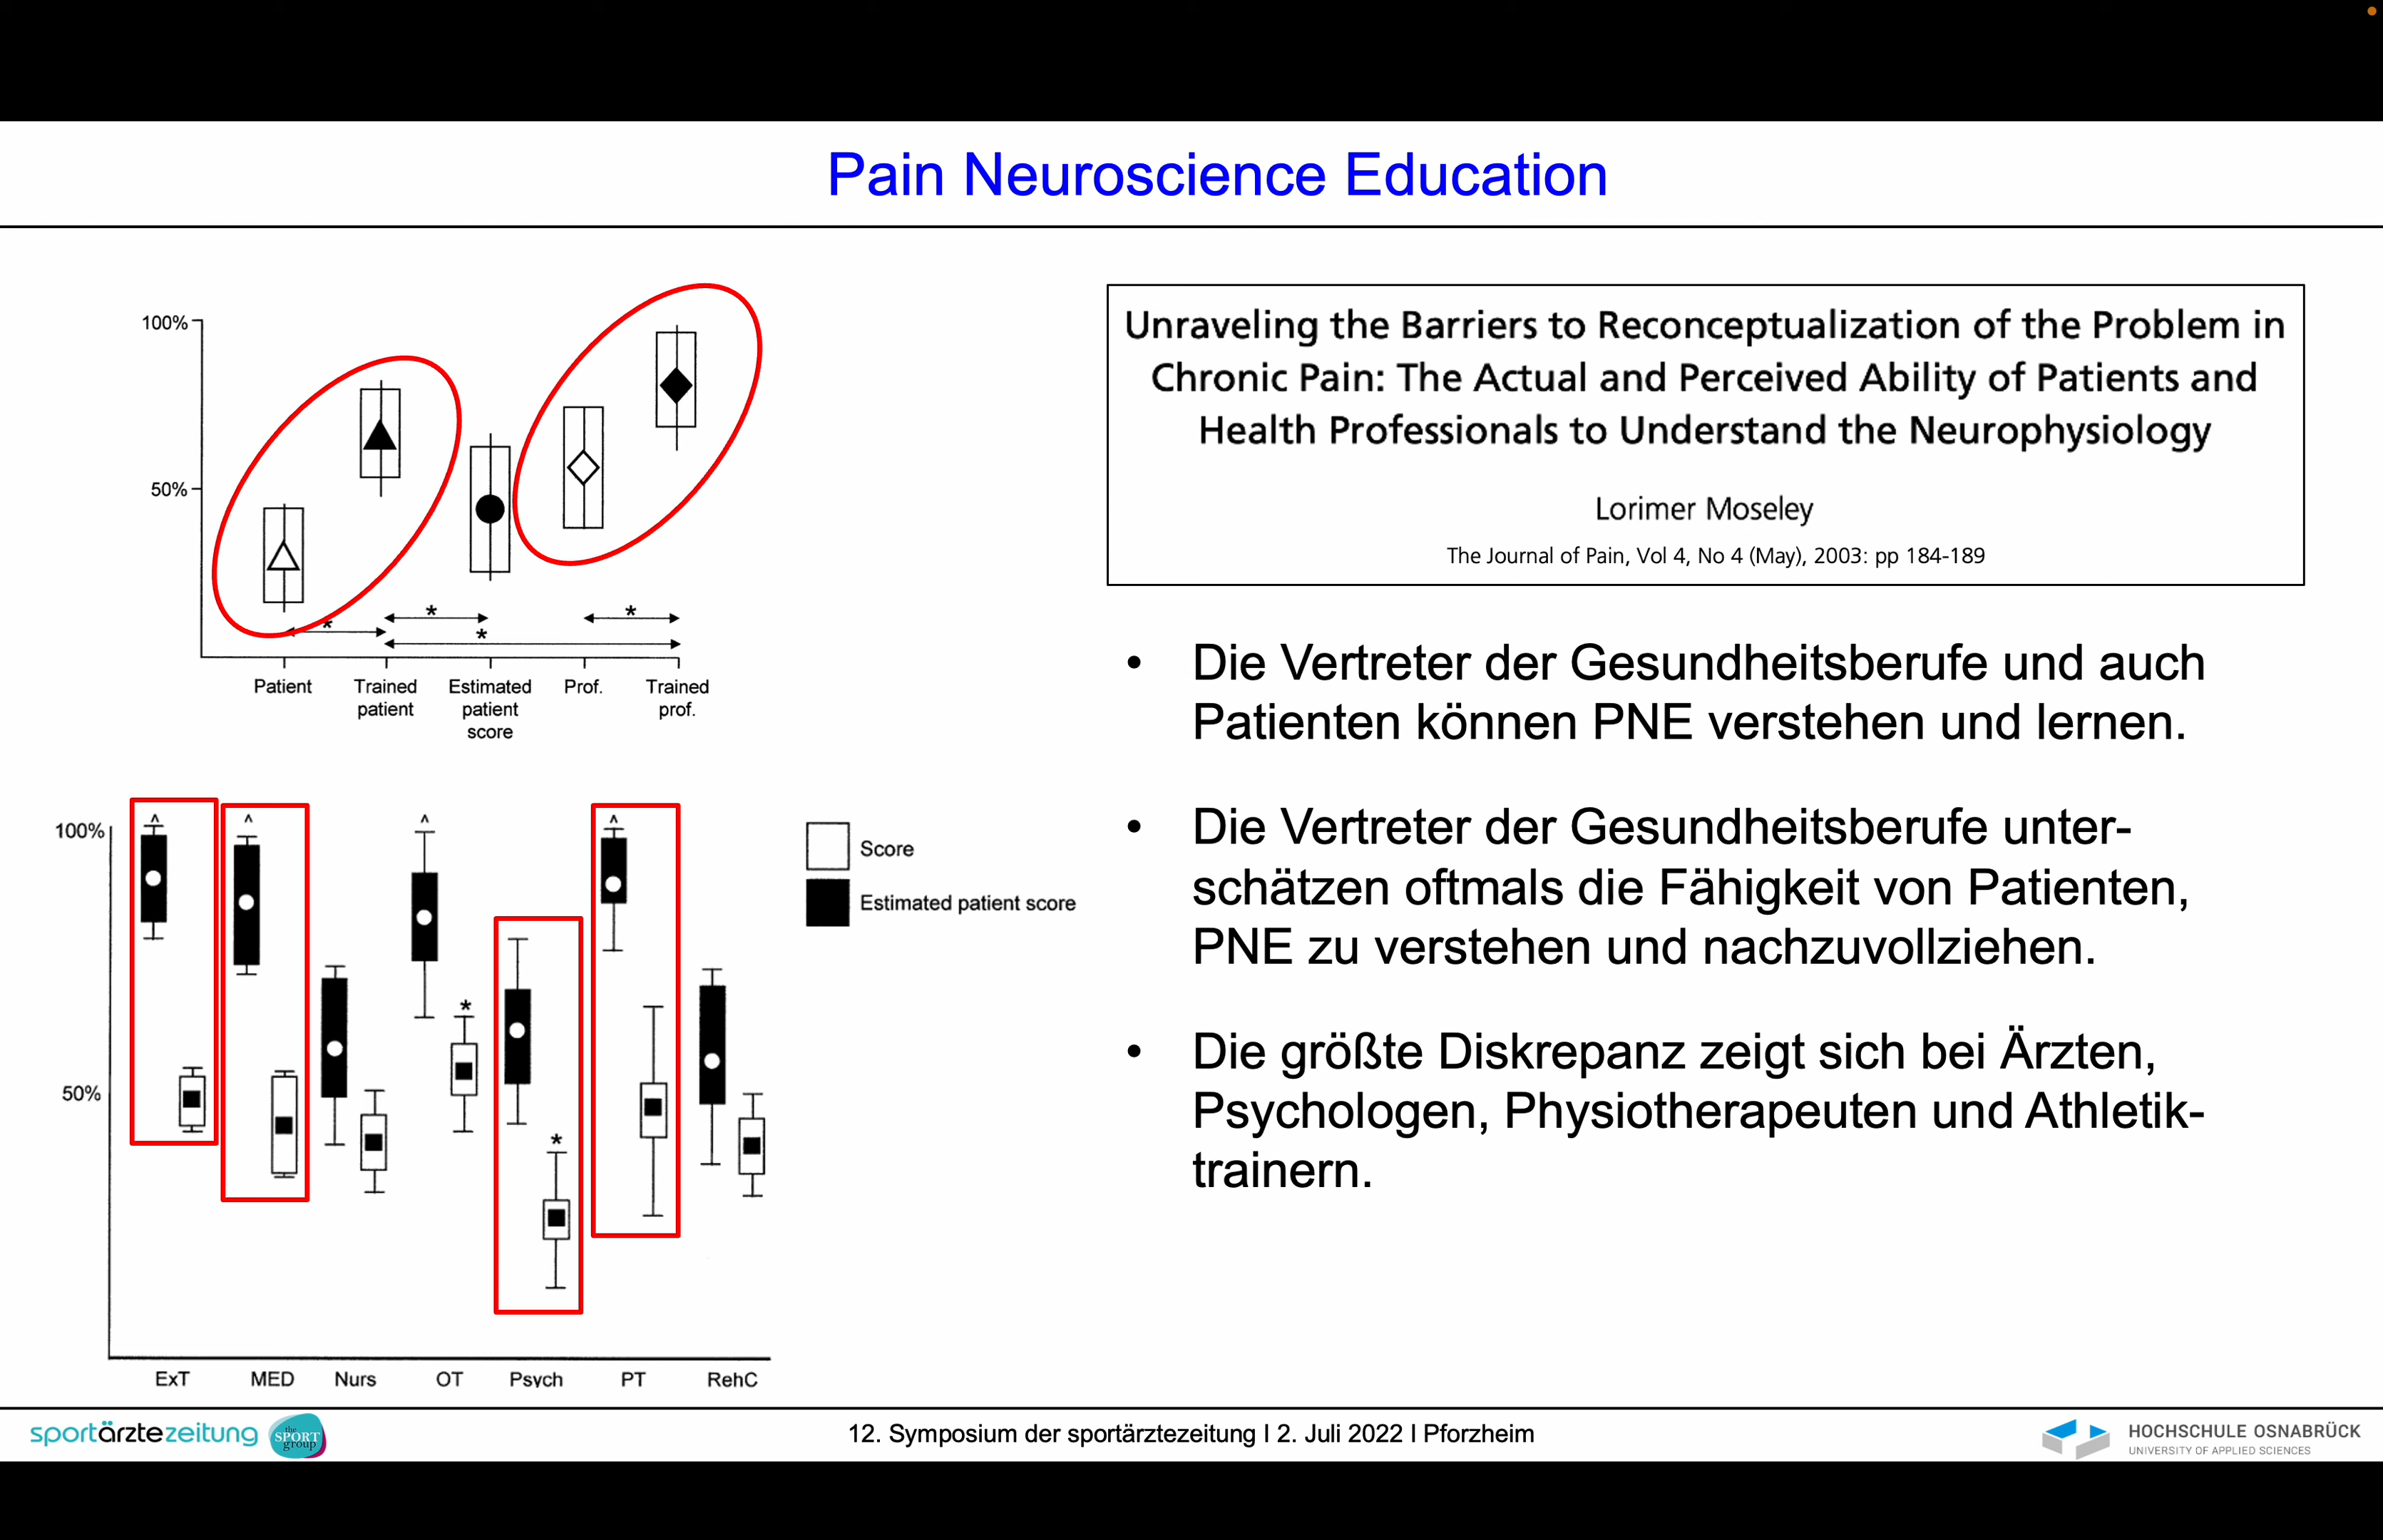 Pain Neuroscience Education
100%
50%
*
*
*
*
Patient
Trained
patient
Estimated
patient
score
Prof.
Trained
prof.
100%
50%
^
^
^
^
*
*
Score
Estimated patient score
ExT
MED
Nurs
OT
Psych
PT
RehC
Unraveling the Barriers to Reconceptualization of the Problem in
Chronic Pain: The Actual and Perceived Ability of Patients and
Health Professionals to Understand the Neurophysiology
Lorimer Moseley
The Journal of Pain, Vol 4, No 4 (May), 2003: pp 184-189
• Die Vertreter der Gesundheitsberufe und auch
Patienten können PNE verstehen und lernen.
• Die Vertreter der Gesundheitsberufe unter-
schätzen oftmals die Fähigkeit von Patienten,
PNE zu verstehen und nachzuvollziehen.
• Die größte Diskrepanz zeigt sich bei Ärzten,
Psychologen, Physiotherapeuten und Athletik-
trainern.
sportärztezeitung
the
SPORT
group
12. Symposium der sportärztezeitung I 2. Juli 2022 I Pforzheim
HOCHSCHULE OSNABRÜCK
UNIVERSITY OF APPLIED SCIENCES